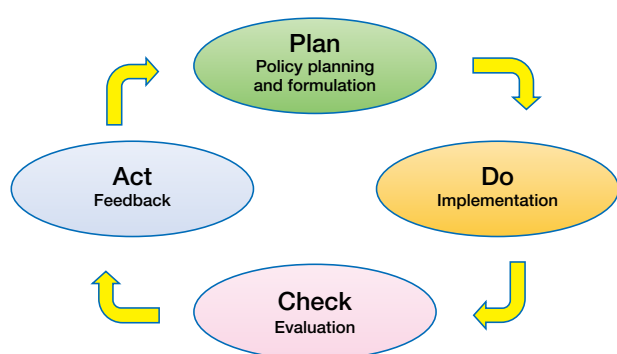 Plan
Policy planning
and formulation
Do
Implementation
Check
Evaluation
Act
Feedback